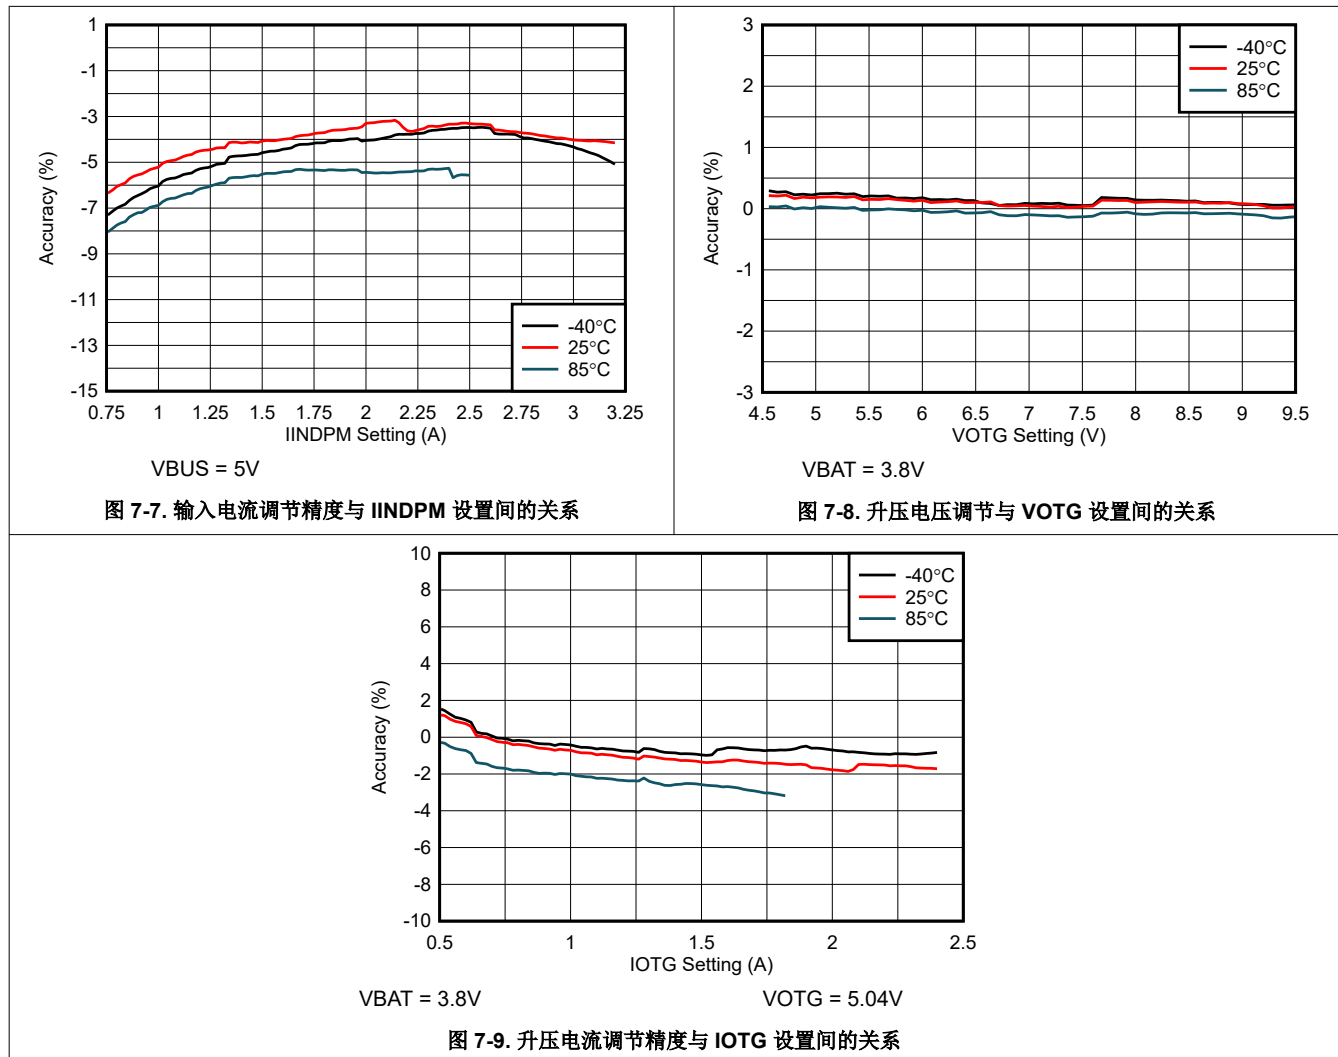 1
-1
-3
-5
-7
-9
-11
-13
-15
Accuracy (%)
-40°C
25°C
85°C
0.75 1 1.25 1.5 1.75 2 2.25 2.5 2.75 3 3.25
IINDPM Setting (A)
VBUS = 5V
图 7-7. 输入电流调节精度与 IINDPM 设置间的关系
3
2
1
0
-1
-2
-3
Accuracy (%)
-40°C
25°C
85°C
4.5 5 5.5 6 6.5 7 7.5 8 8.5 9 9.5
VOTG Setting (V)
VBAT = 3.8V
图 7-8. 升压电压调节与 VOTG 设置间的关系
10
8
6
4
2
0
-2
-4
-6
-8
-10
Accuracy (%)
-40°C
25°C
85°C
0.5 1 1.5 2 2.5
IOTG Setting (A)
VBAT = 3.8V VOTG = 5.04V
图 7-9. 升压电流调节精度与 IOTG 设置间的关系